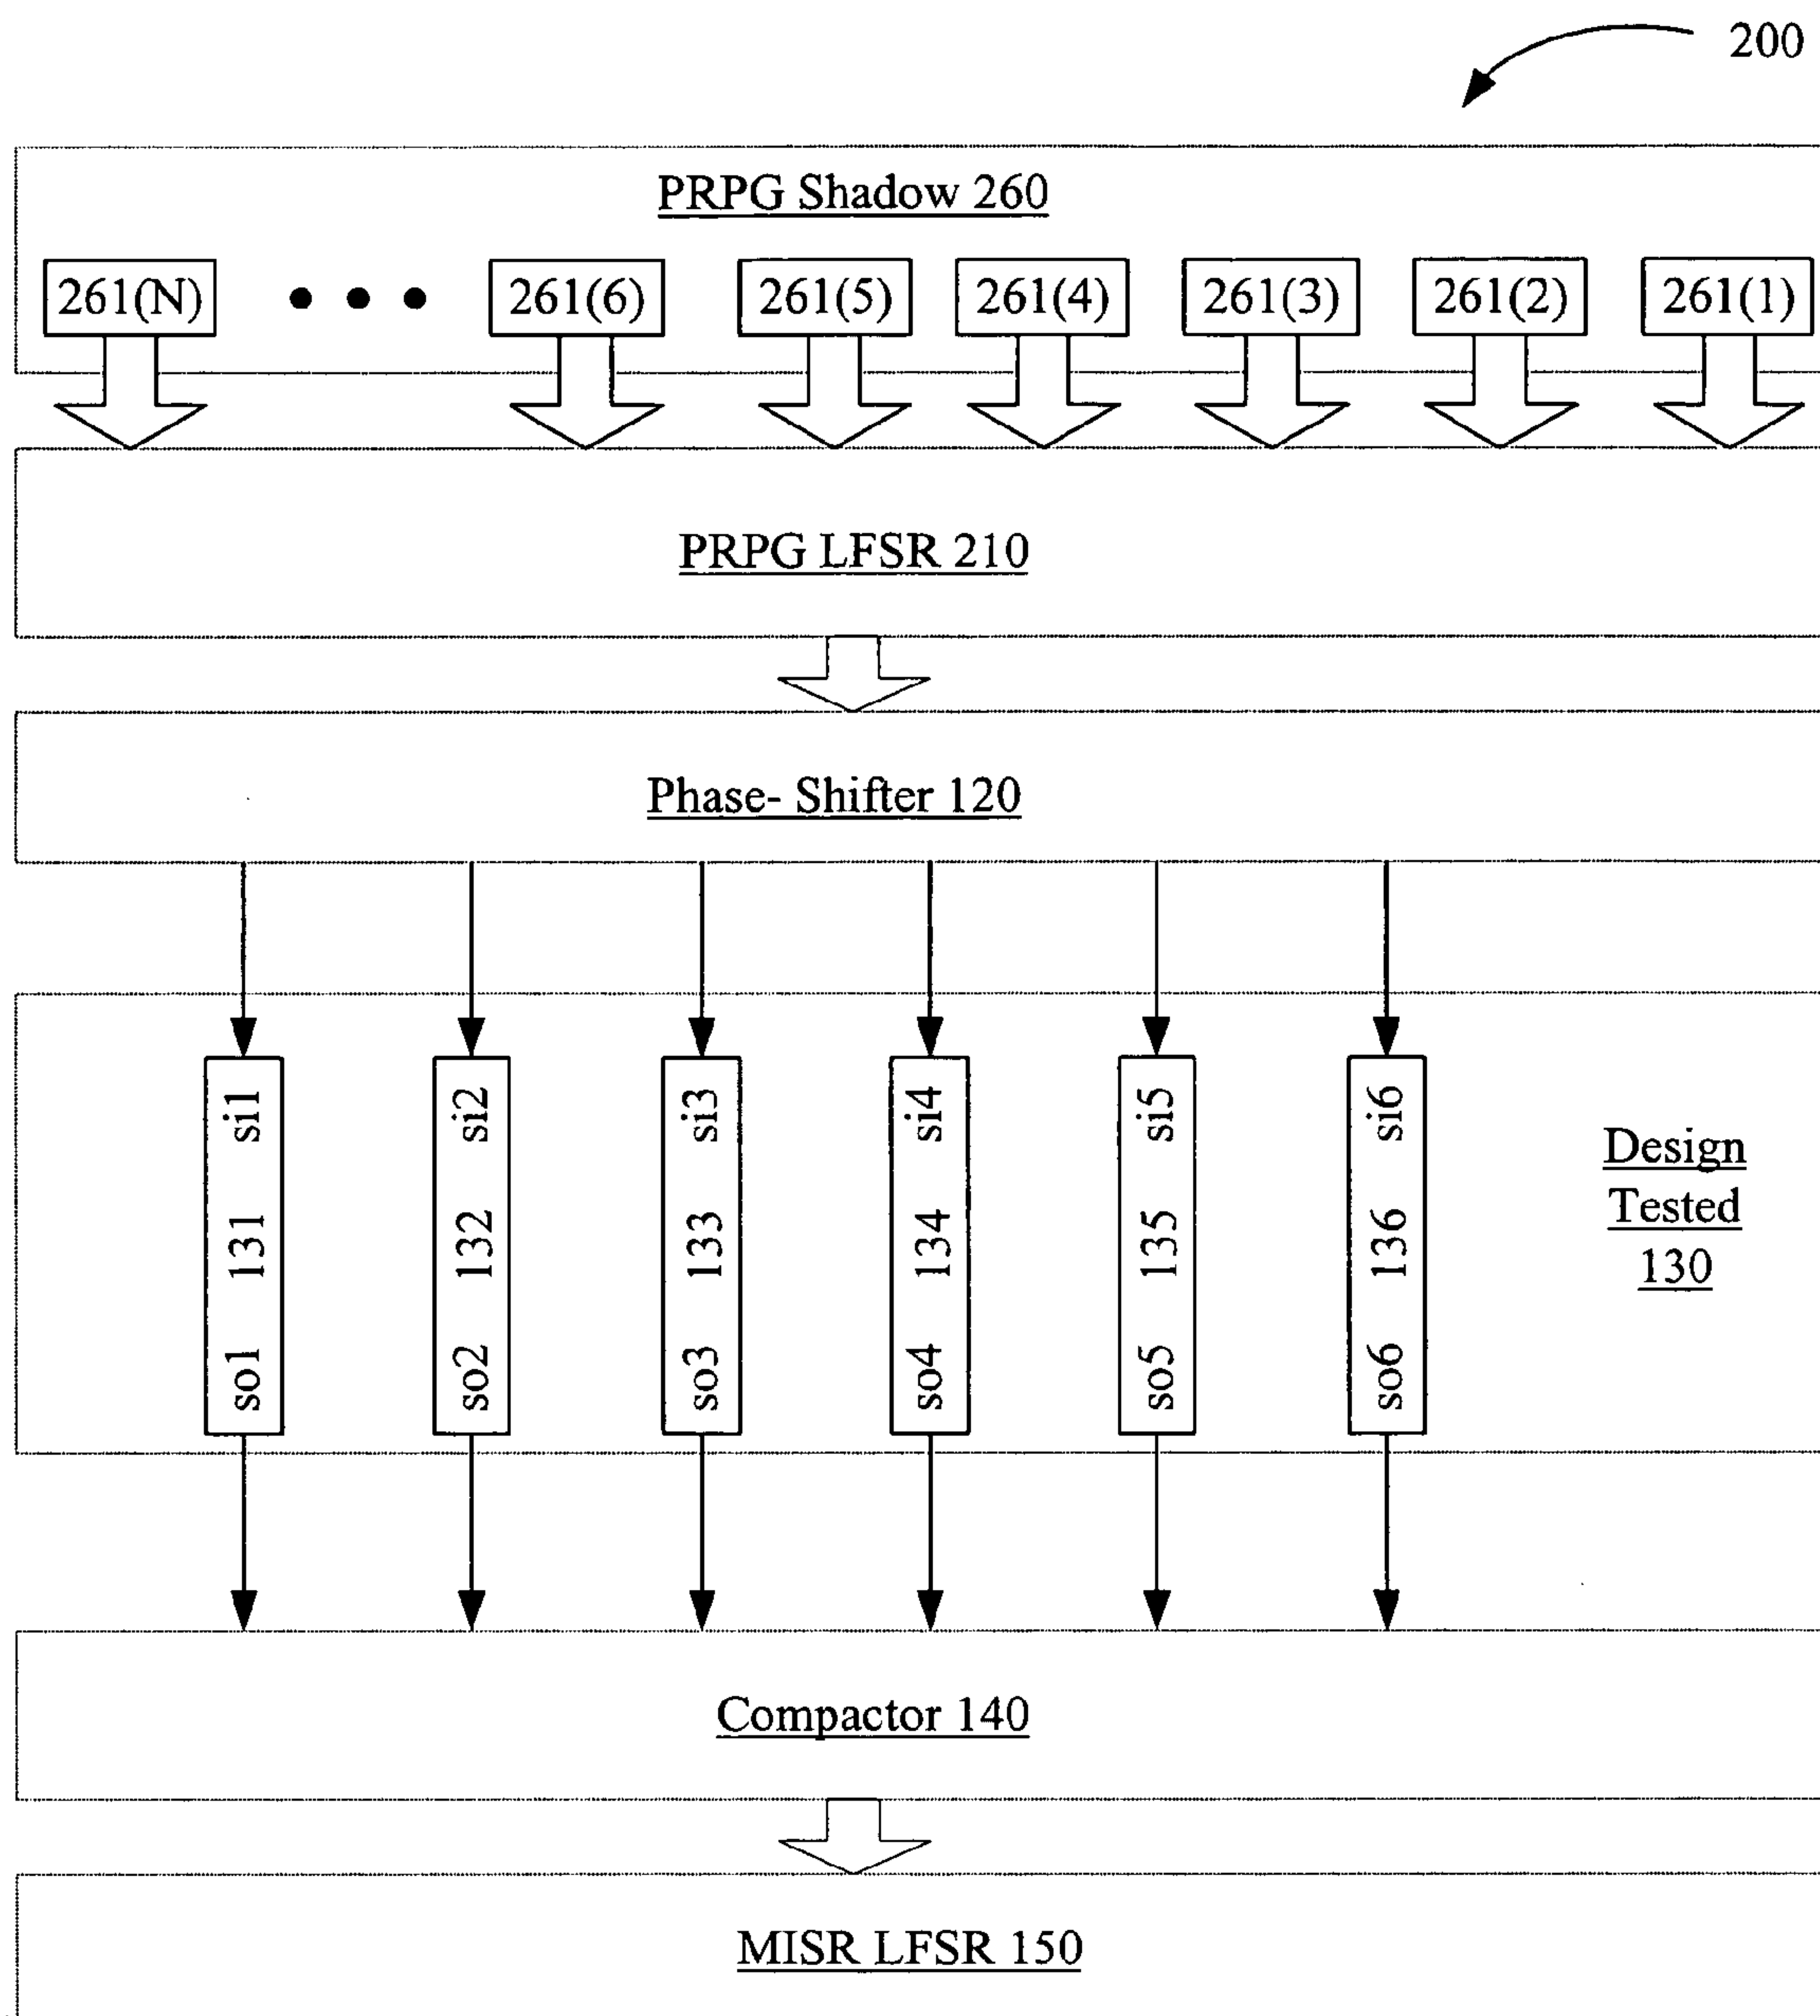 200
PRPG Shadow 260
261(N) • • • 261(6) 261(5) 261(4) 261(3) 261(2) 261(1)
PRPG LFSR 210
Phase- Shifter 120
so1 131 si1
so2 132 si2
so3 133 si3
so4 134 si4
so5 135 si5
so6 136 si6
Design
Tested
130
Compactor 140
MISR LFSR 150